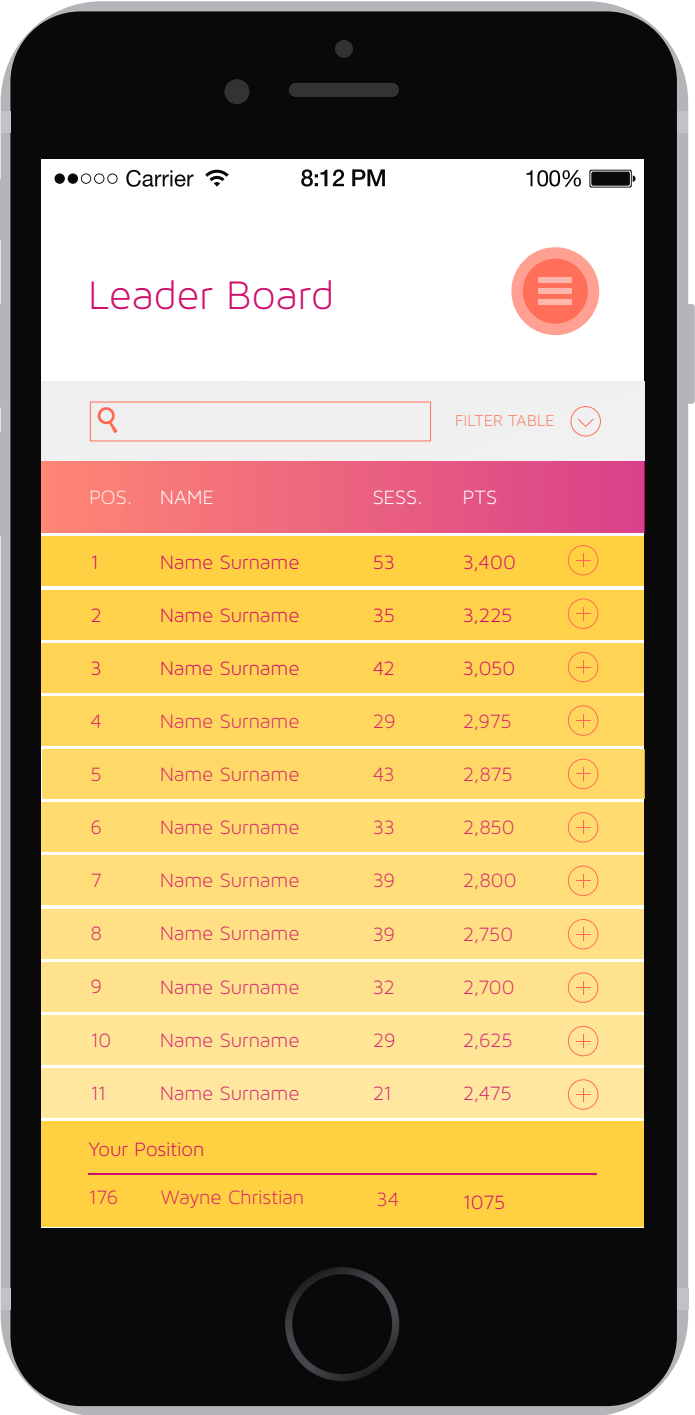 Carrier 8:12 PM 100%
Leader Board
FILTER TABLE
POS. NAME SESS. PTS
1 Name Surname 53 3,400
2 Name Surname 35 3,225
3 Name Surname 42 3,050
4 Name Surname 29 2,975
5 Name Surname 43 2,875
6 Name Surname 33 2,850
7 Name Surname 39 2,800
8 Name Surname 39 2,750
9 Name Surname 32 2,700
10 Name Surname 29 2,625
11 Name Surname 21 2,475
Your Position
176 Wayne Christian 34 1075